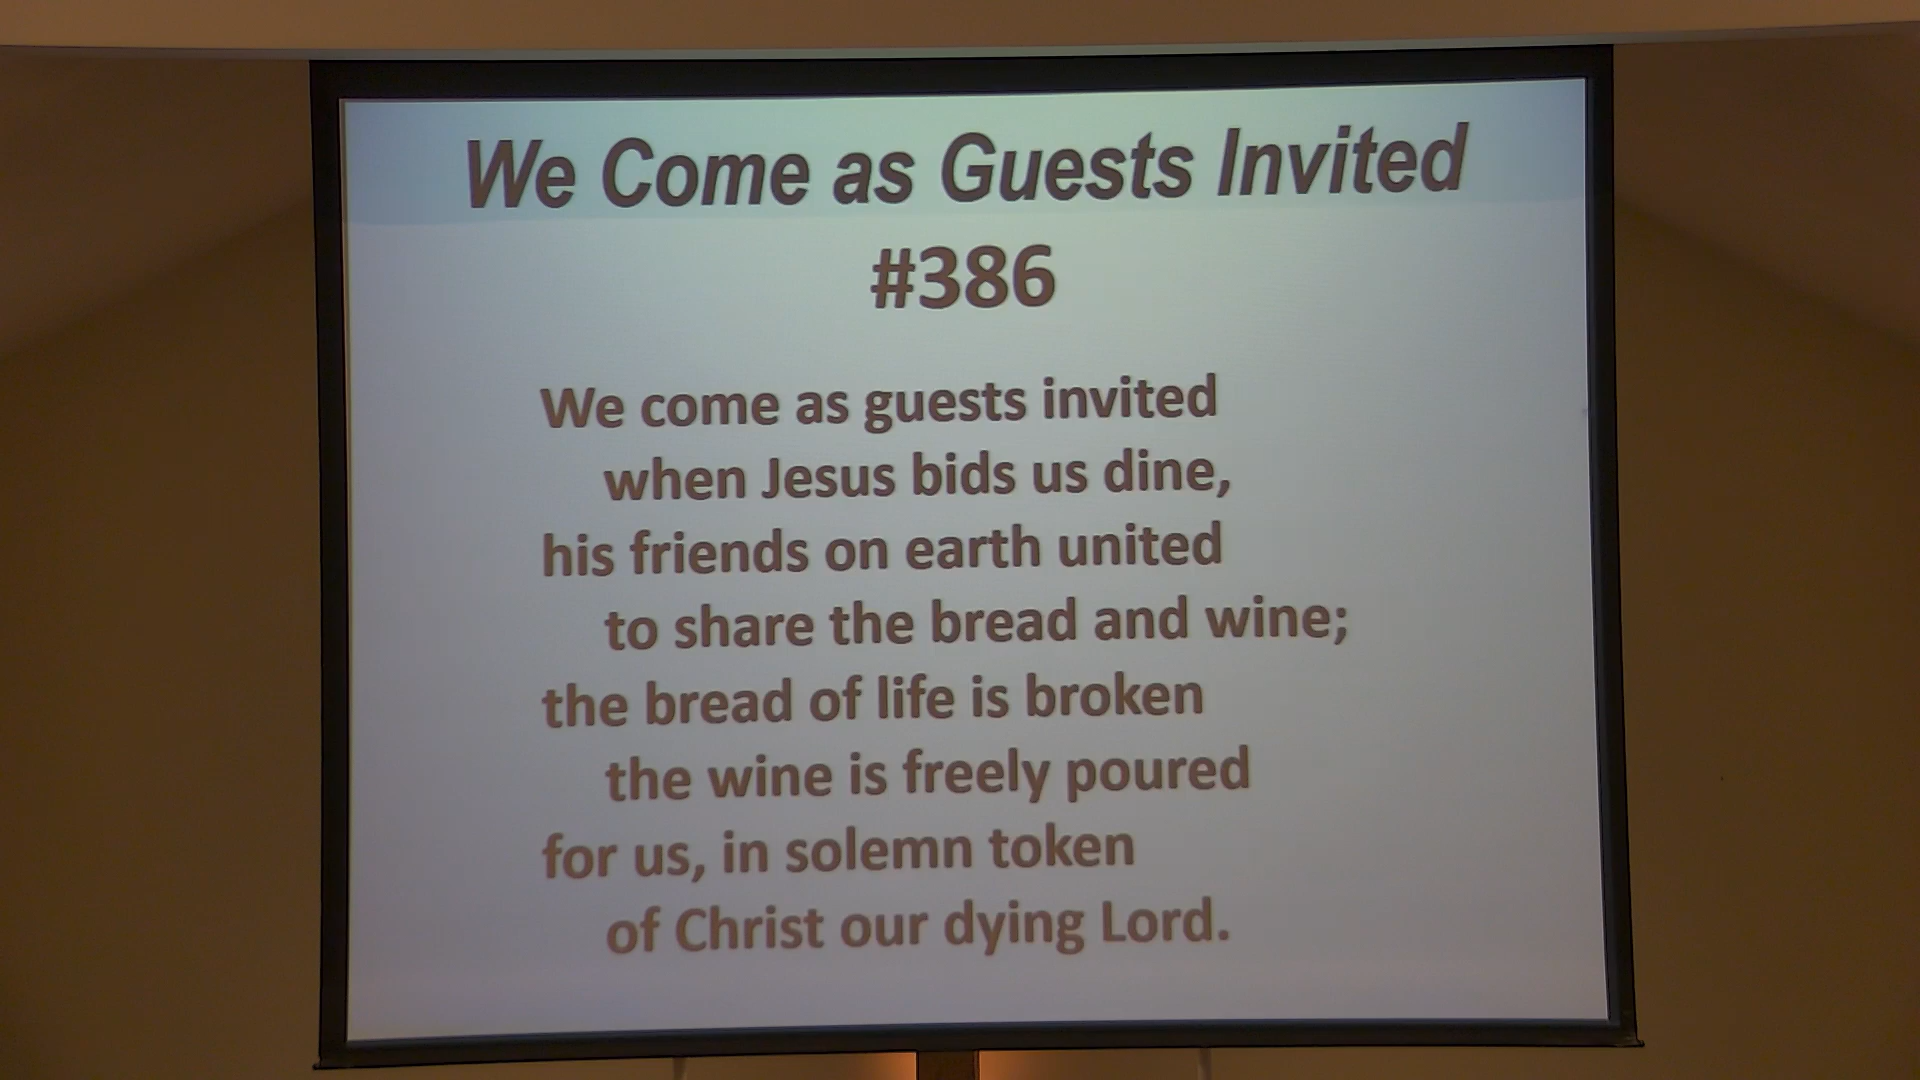 We Come as Guests Invited
#386
We come as guests invited
when Jesus bids us dine,
his friends on earth united
to share the bread and wine;
the bread of life is broken
the wine is freely poured
for us, in solemn token
of Christ our dying Lord.